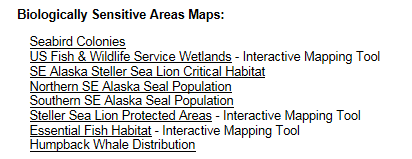 Biologically Sensitive Areas Maps:
Seabird Colonies
US Fish & Wildlife Service Wetlands - Interactive Mapping Tool
SE Alaska Steller Sea Lion Critical Habitat
Northern SE Alaska Seal Population
Southern SE Alaska Seal Population
Steller Sea Lion Protected Areas - Interactive Mapping Tool
Essential Fish Habitat - Interactive Mapping Tool
Humpback Whale Distribution